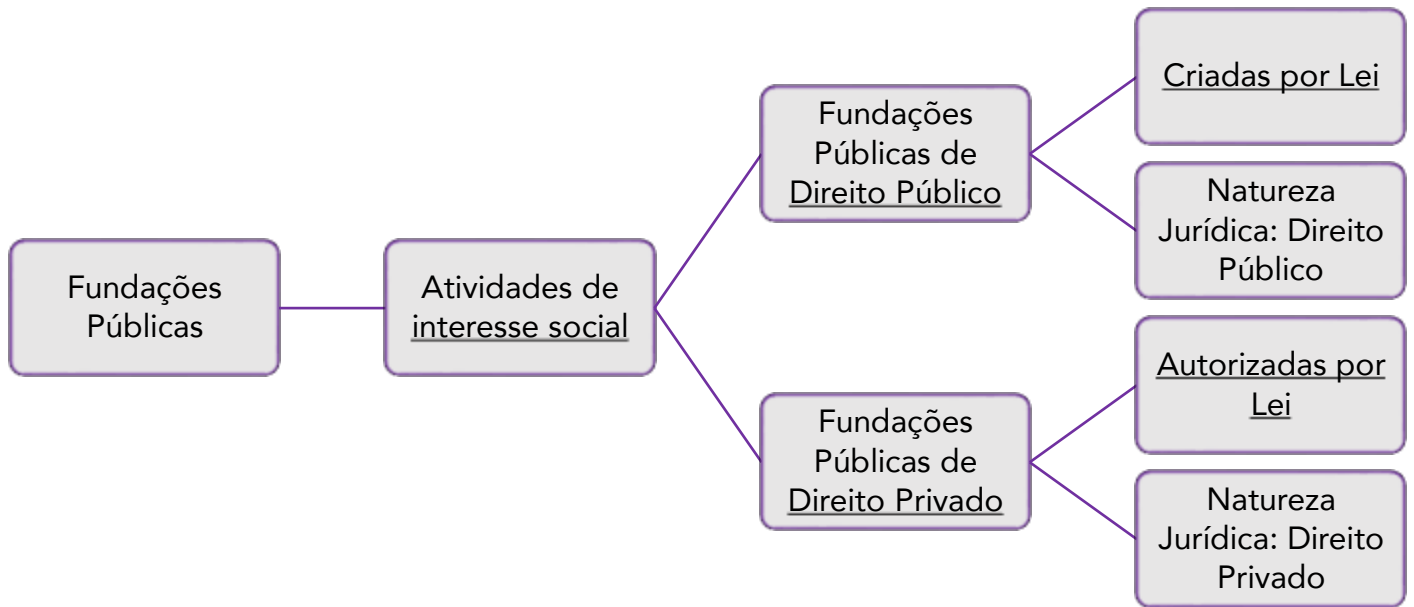 Fundações
Públicas
Atividades de
interesse social
Fundações
Públicas de
Direito Público
Criadas por Lei
Natureza
Jurídica: Direito
Público
Fundações
Públicas de
Direito Privado
Autorizadas por
Lei
Natureza
Jurídica: Direito
Privado